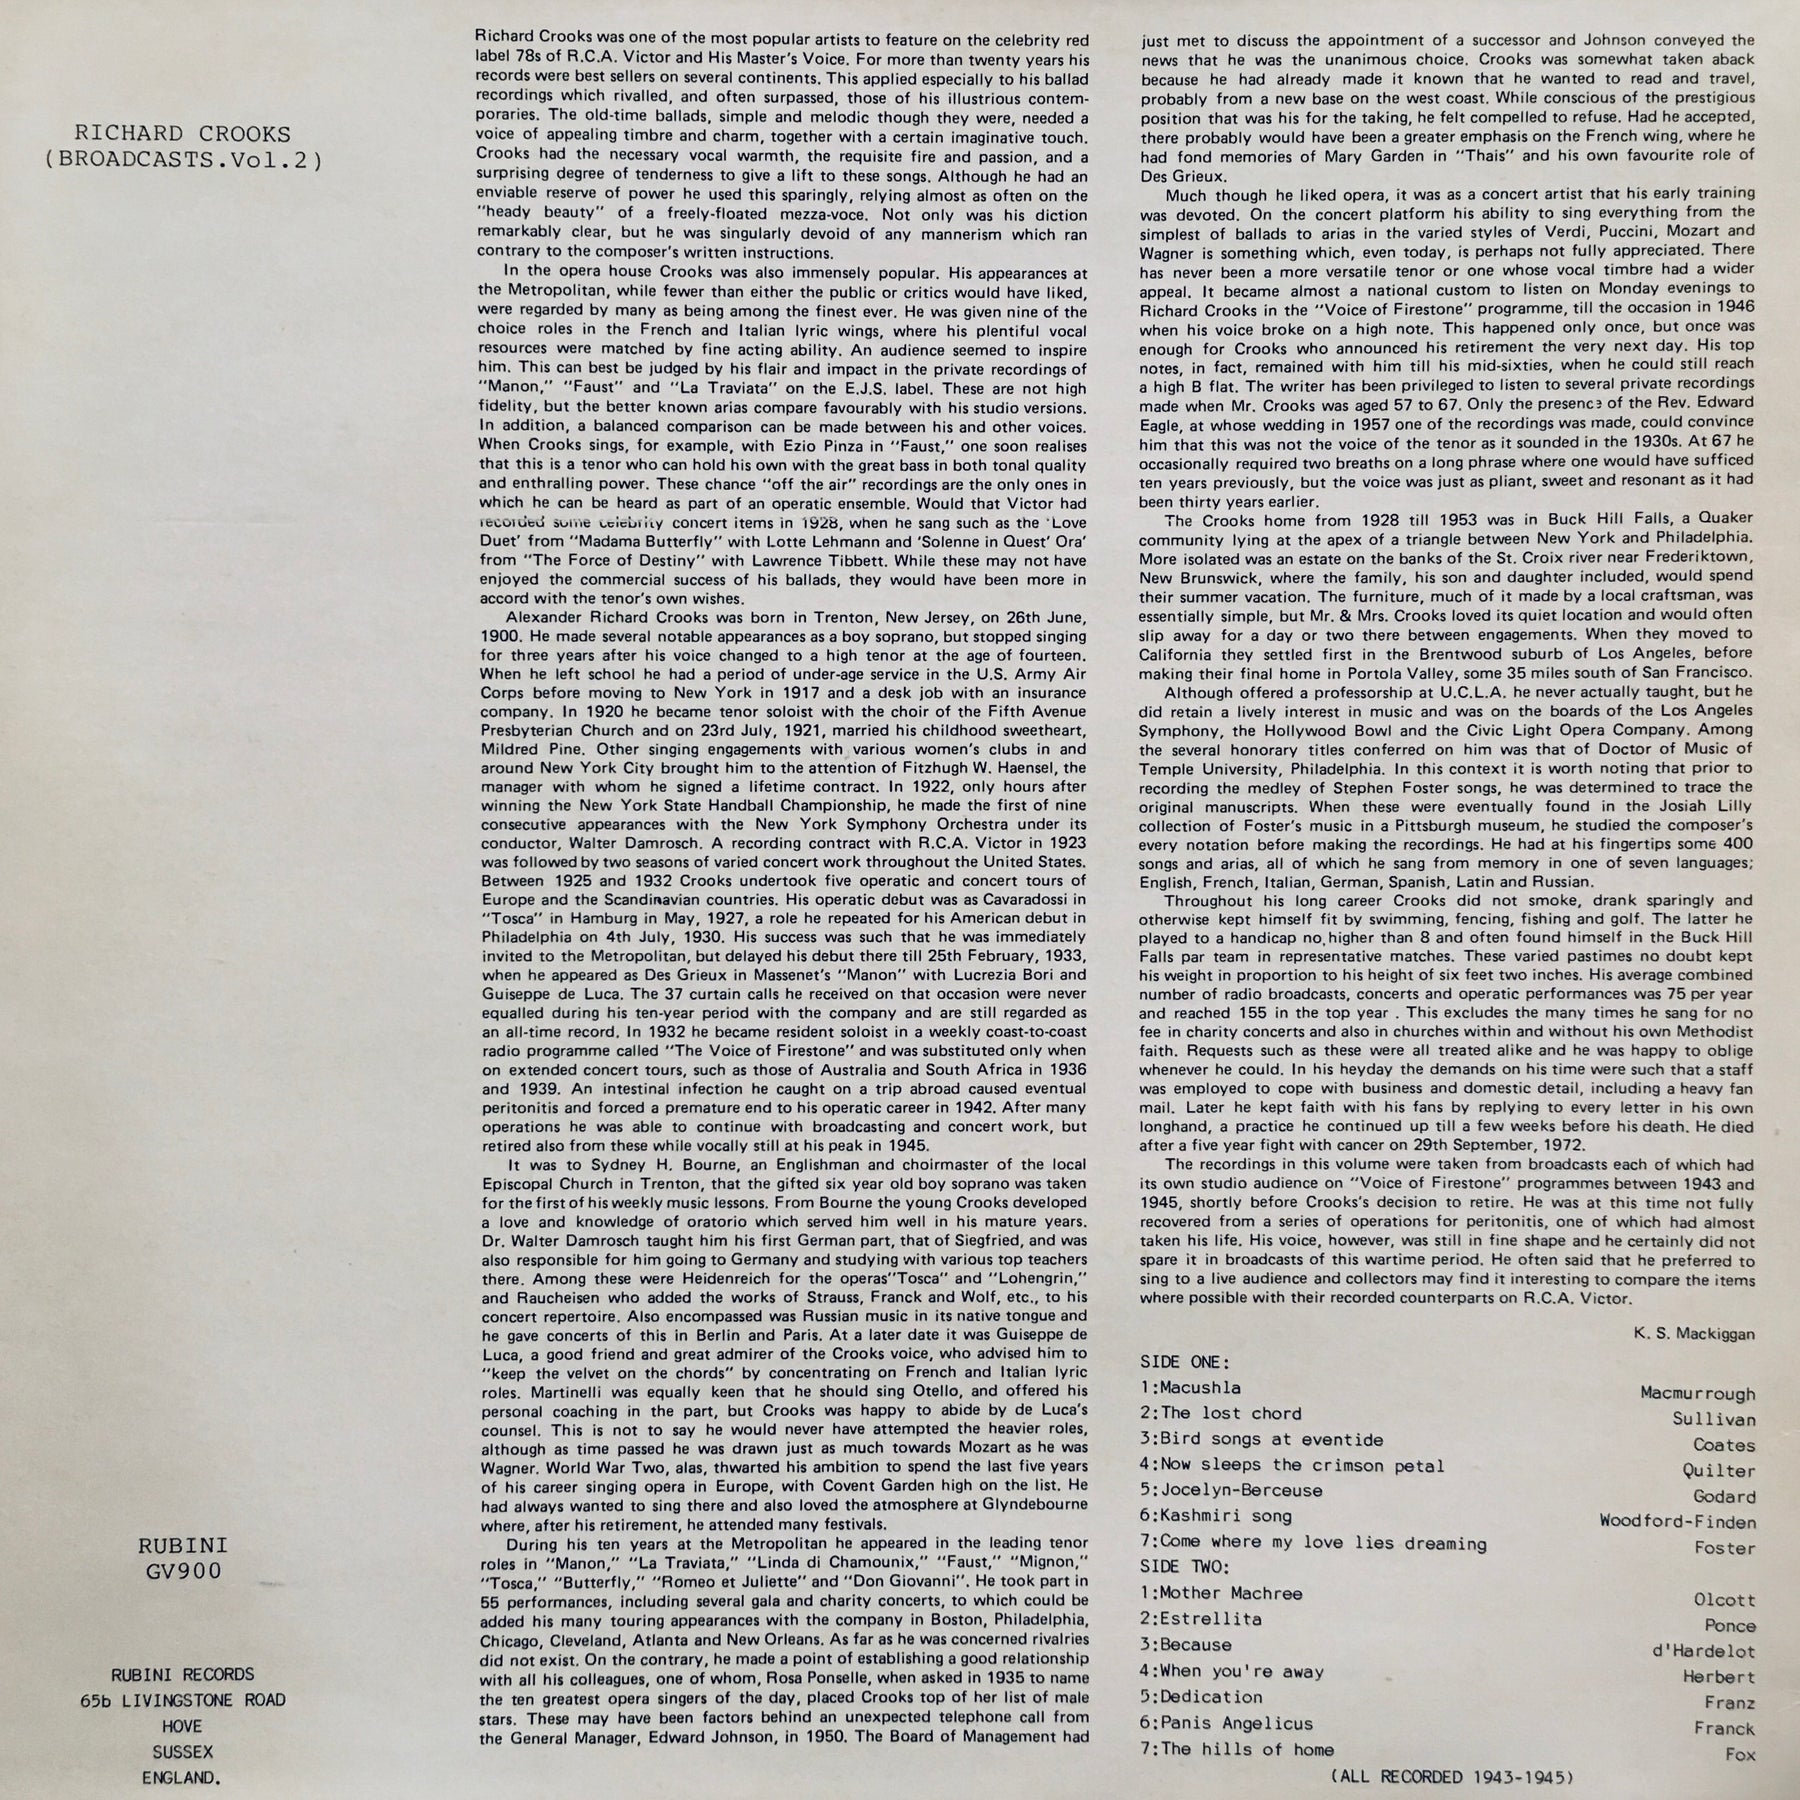 RICHARD CROOKS
(BROADCASTS.Vol.2)
Richard Crooks was one of the most popular artists to feature on the celebrity red
label 78s of R.C.A. Victor and His Master's Voice. For more than twenty years his
records were best sellers on several continents. This applied especially to his ballad
recordings which rivalled, and often surpassed, those of his illustrious contem-
poraries. The old-time ballads, simple and melodic though they were, needed a
voice of appealing timbre and charm, together with a certain imaginative touch.
Crooks had the necessary vocal warmth, the requisite fire and passion, and a
surprising degree of tenderness to give a lift to these songs. Although he had an
enviable reserve of power he used this sparingly, relying almost as often on the
"heady beauty" of a freely-floated mezza-voce. Not only was his diction
remarkably clear, but he was singularly devoid of any mannerism which ran
contrary to the composer's written instructions.
In the opera house Crooks was also immensely popular. His appearances at
the Metropolitan, while fewer than either the public or critics would have liked,
were regarded by many as being among the finest ever. He was given nine of the
choice roles in the French and Italian lyric wings, where his plentiful vocal
resources were matched by fine acting ability. An audience seemed to inspire
him. This can best be judged by his flair and impact in the private recordings of
"Manon," "Faust" and "La Traviata" on the E.J.S. label. These are not high
fidelity, but the better known arias compare favourably with his studio versions.
In addition, a balanced comparison can be made between his and other voices.
When Crooks sings, for example, with Ezio Pinza in "Faust," one soon realises
that this is a tenor who can hold his own with the great bass in both tonal quality
and enthralling power. These chance "off the air" recordings are the only ones in
which he can be heard as part of an operatic ensemble. Would that Victor had
recorded some celebrity concert items in 1928, when he sang such as the 'Love
Duet' from "Madama Butterfly" with Lotte Lehmann and 'Solenne in Quest' Ora'
from "The Force of Destiny" with Lawrence Tibbett. While these may not have
enjoyed the commercial success of his ballads, they would have been more in
accord with the tenor's own wishes.
Alexander Richard Crooks was born in Trenton, New Jersey, on 26th June,
1900. He made several notable appearances as a boy soprano, but stopped singing
for three years after his voice changed to a high tenor at the age of fourteen.
When he left school he had a period of under-age service in the U.S. Army Air
Corps before moving to New York in 1917 and a desk job with an insurance
company. In 1920 he became tenor soloist with the choir of the Fifth Avenue
Presbyterian Church and on 23rd July, 1921, married his childhood sweetheart,
Mildred Pine. Other singing engagements with various women's clubs in and
around New York City brought him to the attention of Fitzhugh W. Haensel, the
manager with whom he signed a lifetime contract. In 1922, only hours after
winning the New York State Handball Championship, he made the first of nine
consecutive appearances with the New York Symphony Orchestra under its
conductor, Walter Damrosch. A recording contract with R.C.A. Victor in 1923
was followed by two seasons of varied concert work throughout the United States.
Between 1925 and 1932 Crooks undertook five operatic and concert tours of
Europe and the Scandinavian countries. His operatic debut was as Cavaradossi in
"Tosca" in Hamburg in May, 1927, a role he repeated for his American debut in
Philadelphia on 4th July, 1930. His success was such that he was immediately
invited to the Metropolitan, but delayed his debut there till 25th February, 1933,
when he appeared as Des Grieux in Massenet's "Manon" with Lucrezia Bori and
Guiseppe de Luca. The 37 curtain calls he received on that occasion were never
equalled during his ten-year period with the company and are still regarded as
an all-time record. In 1932 he became resident soloist in a weekly coast-to-coast
radio programme called "The Voice of Firestone" and was substituted only when
on extended concert tours, such as those of Australia and South Africa in 1936
and 1939. An intestinal infection he caught on a trip abroad caused eventual
peritonitis and forced a premature end to his operatic career in 1942. After many
operations he was able to continue with broadcasting and concert work, but
retired also from these while vocally still at his peak in 1945.
It was to Sydney H. Bourne, an Englishman and choirmaster of the local
Episcopal Church in Trenton, that the gifted six year old boy soprano was taken
for the first of his weekly music lessons. From Bourne the young Crooks developed
a love and knowledge of oratorio which served him well in his mature years.
Dr. Walter Damrosch taught him his first German part, that of Siegfried, and was
also responsible for him going to Germany and studying with various top teachers
there. Among these were Heidenreich for the operas"Tosca" and "Lohengrin,"
and Raucheisen who added the works of Strauss, Franck and Wolf, etc., to his
concert repertoire. Also encompassed was Russian music in its native tongue and
he gave concerts of this in Berlin and Paris. At a later date it was Guiseppe de
Luca, a good friend and great admirer of the Crooks voice, who advised him to
"keep the velvet on the chords" by concentrating on French and Italian lyric
roles. Martinelli was equally keen that he should sing Otello, and offered his
personal coaching in the part, but Crooks was happy to abide by de Luca's
counsel. This is not to say he would never have attempted the heavier roles,
although as time passed he was drawn just as much towards Mozart as he was
Wagner. World War Two, alas, thwarted his ambition to spend the last five years
of his career singing opera in Europe, with Covent Garden high on the list. He
had always wanted to sing there and also loved the atmosphere at Glyndebourne
where, after his retirement, he attended many festivals.
During his ten years at the Metropolitan he appeared in the leading tenor
roles in "Manon," "La Traviata," "Linda di Chamounix," "Faust," "Mignon,"
"Tosca," "Butterfly," "Romeo et Juliette" and "Don Giovanni". He took part in
55 performances, including several gala and charity concerts, to which could be
added his many touring appearances with the company in Boston, Philadelphia,
Chicago, Cleveland, Atlanta and New Orleans. As far as he was concerned rivalries
did not exist. On the contrary, he made a point of establishing a good relationship
with all his colleagues, one of whom, Rosa Ponselle, when asked in 1935 to name
the ten greatest opera singers of the day, placed Crooks top of her list of male
stars. These may have been factors behind an unexpected telephone call from
the General Manager, Edward Johnson, in 1950. The Board of Management had
just met to discuss the appointment of a successor and Johnson conveyed the
news that he was the unanimous choice. Crooks was somewhat taken aback
because he had already made it known that he wanted to read and travel,
probably from a new base on the west coast. While conscious of the prestigious
position that was his for the taking, he felt compelled to refuse. Had he accepted,
there probably would have been a greater emphasis on the French wing, where he
had fond memories of Mary Garden in "Thais" and his own favourite role of
Des Grieux.
Much though he liked opera, it was as a concert artist that his early training
was devoted. On the concert platform his ability to sing everything from the
simplest of ballads to arias in the varied styles of Verdi, Puccini, Mozart and
Wagner is something which, even today, is perhaps not fully appreciated. There
has never been a more versatile tenor or one whose vocal timbre had a wider
appeal. It became almost a national custom to listen on Monday evenings to
Richard Crooks in the "Voice of Firestone" programme, till the occasion in 1946
when his voice broke on a high note. This happened only once, but once was
enough for Crooks who announced his retirement the very next day. His top
notes, in fact, remained with him till his mid-sixties, when he could still reach
a high B flat. The writer has been privileged to listen to several private recordings
made when Mr. Crooks was aged 57 to 67. Only the presence of the Rev. Edward
Eagle, at whose wedding in 1957 one of the recordings was made, could convince
him that this was not the voice of the tenor as it sounded in the 1930s. At 67 he
occasionally required two breaths on a long phrase where one would have sufficed
ten years previously, but the voice was just as pliant, sweet and resonant as it had
been thirty years earlier.
The Crooks home from 1928 till 1953 was in Buck Hill Falls, a Quaker
community lying at the apex of a triangle between New York and Philadelphia.
More isolated was an estate on the banks of the St. Croix river near Frederiktown,
New Brunswick, where the family, his son and daughter included, would spend
their summer vacation. The furniture, much of it made by a local craftsman, was
essentially simple, but Mr. & Mrs. Crooks loved its quiet location and would often
slip away for a day or two there between engagements. When they moved to
California they settled first in the Brentwood suburb of Los Angeles, before
making their final home in Portola Valley, some 35 miles south of San Francisco.
Although offered a professorship at U.C.L.A. he never actually taught, but he
did retain a lively interest in music and was on the boards of the Los Angeles
Symphony, the Hollywood Bowl and the Civic Light Opera Company. Among
the several honorary titles conferred on him was that of Doctor of Music of
Temple University, Philadelphia. In this context it is worth noting that prior to
recording the medley of Stephen Foster songs, he was determined to trace the
original manuscripts. When these were eventually found in the Josiah Lilly
collection of Foster's music in a Pittsburgh museum, he studied the composer's
every notation before making the recordings. He had at his fingertips some 400
songs and arias, all of which he sang from memory in one of seven languages;
English, French, Italian, German, Spanish, Latin and Russian.
Throughout his long career Crooks did not smoke, drank sparingly and
otherwise kept himself fit by swimming, fencing, fishing and golf. The latter he
played to a handicap no higher than 8 and often found himself in the Buck Hill
Falls par team in representative matches. These varied pastimes no doubt kept
his weight in proportion to his height of six feet two inches. His average combined
number of radio broadcasts, concerts and operatic performances was 75 per year
and reached 155 in the top year . This excludes the many times he sang for no
fee in charity concerts and also in churches within and without his own Methodist
faith. Requests such as these were all treated alike and he was happy to oblige
whenever he could. In his heyday the demands on his time were such that a staff
was employed to cope with business and domestic detail, including a heavy fan
mail. Later he kept faith with his fans by replying to every letter in his own
longhand, a practice he continued up till a few weeks before his death. He died
after a five year fight with cancer on 29th September, 1972.
The recordings in this volume were taken from broadcasts each of which had
its own studio audience on "Voice of Firestone" programmes between 1943 and
1945, shortly before Crooks's decision to retire. He was at this time not fully
recovered from a series of operations for peritonitis, one of which had almost
taken his life. His voice, however, was still in fine shape and he certainly did not
spare it in broadcasts of this wartime period. He often said that he preferred to
sing to a live audience and collectors may find it interesting to compare the items
where possible with their recorded counterparts on R.C.A. Victor.
K. S. Mackiggan
SIDE ONE:
1:Macushla Macmurrough
2:The lost chord Sullivan
3:Bird songs at eventide Coates
4:Now sleeps the crimson petal Quilter
5:Jocelyn-Berceuse Godard
6:Kashmiri song Woodford-Finden
7:Come where my love lies dreaming Foster
SIDE TWO:
1:Mother Machree Olcott
2:Estrellita Ponce
3:Because d'Hardelot
4:When you're away Herbert
5:Dedication Franz
6:Panis Angelicus Franck
7:The hills of home Fox
(ALL RECORDED 1943-1945)
RUBINI
GV900
RUBINI RECORDS
65b LIVINGSTONE ROAD
HOVE
SUSSEX
ENGLAND.